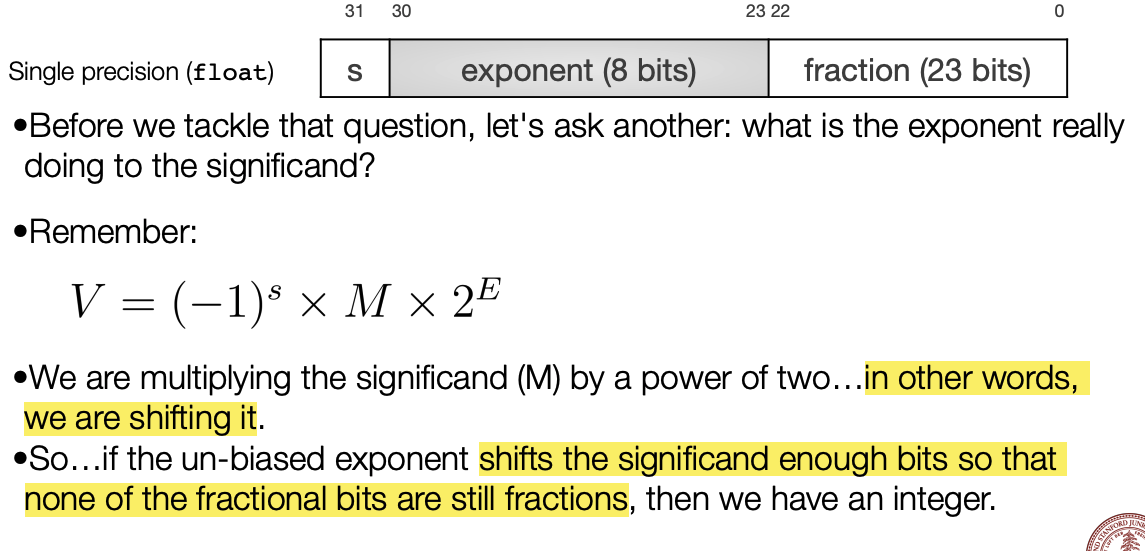 31 30 23 22 0
Single precision (float) s exponent (8 bits) fraction (23 bits)
•Before we tackle that question, let's ask another: what is the exponent really
doing to the significand?
•Remember:
V = (−1)^s × M × 2^E
•We are multiplying the significand (M) by a power of two…in other words,
we are shifting it.
•So…if the un-biased exponent shifts the significand enough bits so that
none of the fractional bits are still fractions, then we have an integer.